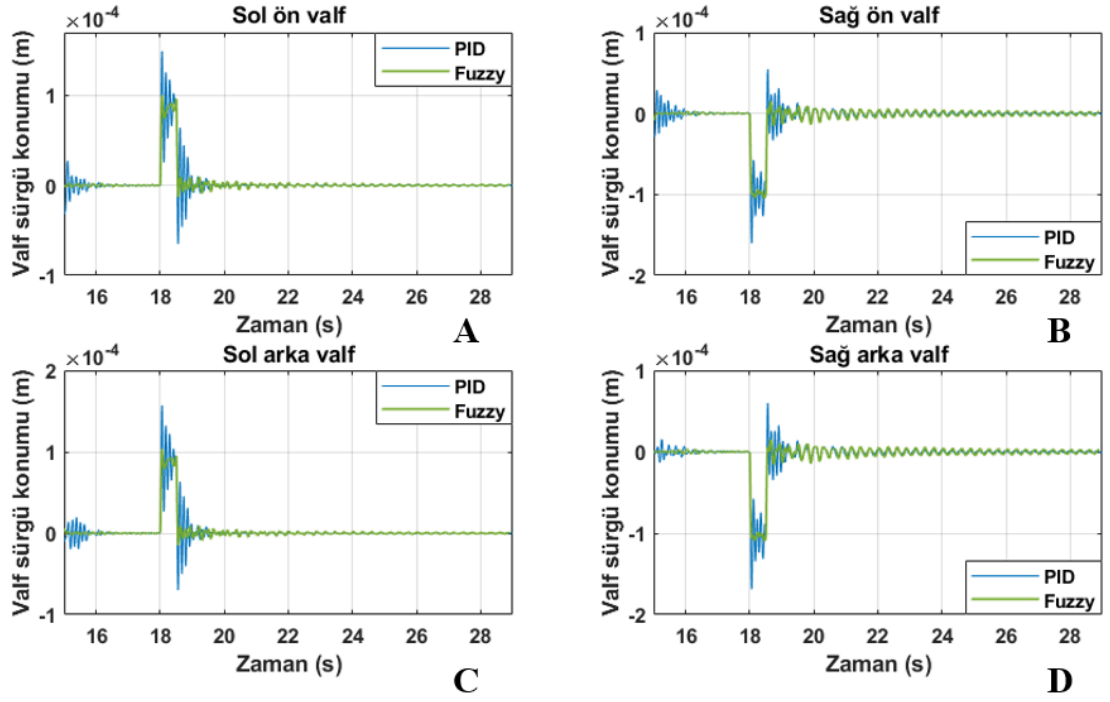 ×10⁻⁴
Sol ön valf
PID
Fuzzy
Valf sürgü konumu (m)
1
0
-1
16 18 20 22 24 26 28
Zaman (s)
A
Sağ ön valf
×10⁻⁴
PID
Fuzzy
Valf sürgü konumu (m)
1
0
-1
-2
16 18 20 22 24 26 28
Zaman (s)
B
×10⁻⁴
Sol arka valf
PID
Fuzzy
Valf sürgü konumu (m)
2
1
0
-1
16 18 20 22 24 26 28
Zaman (s)
C
×10⁻⁴
Sağ arka valf
PID
Fuzzy
Valf sürgü konumu (m)
1
0
-1
-2
16 18 20 22 24 26 28
Zaman (s)
D